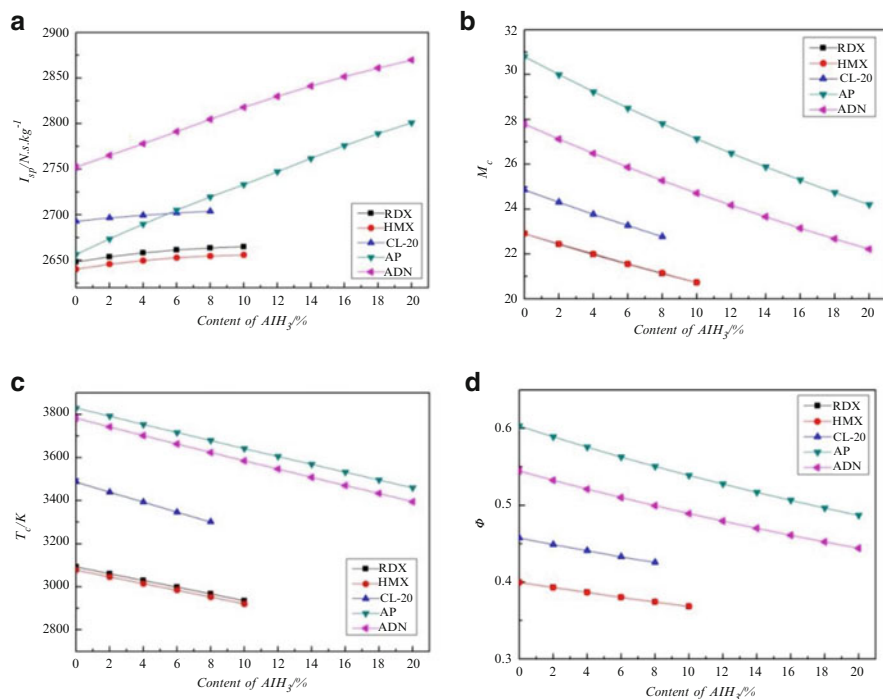 a
I_sp/N.s.kg^-1
2900
2850
2800
2750
2700
2650
RDX
HMX
CL-20
AP
ADN
0 2 4 6 8 10 12 14 16 18 20
Content of AIH_3/%
b
M_c
32
30
28
26
24
22
20
RDX
HMX
CL-20
AP
ADN
0 2 4 6 8 10 12 14 16 18 20
Content of AIH_3/%
c
T_c/K
3800
3600
3400
3200
3000
2800
RDX
HMX
CL-20
AP
ADN
0 2 4 6 8 10 12 14 16 18 20
Content of AIH_3/%
d
Φ
0.6
0.5
0.4
0.3
RDX
HMX
CL-20
AP
ADN
0 2 4 6 8 10 12 14 16 18 20
Content of AIH_3/%